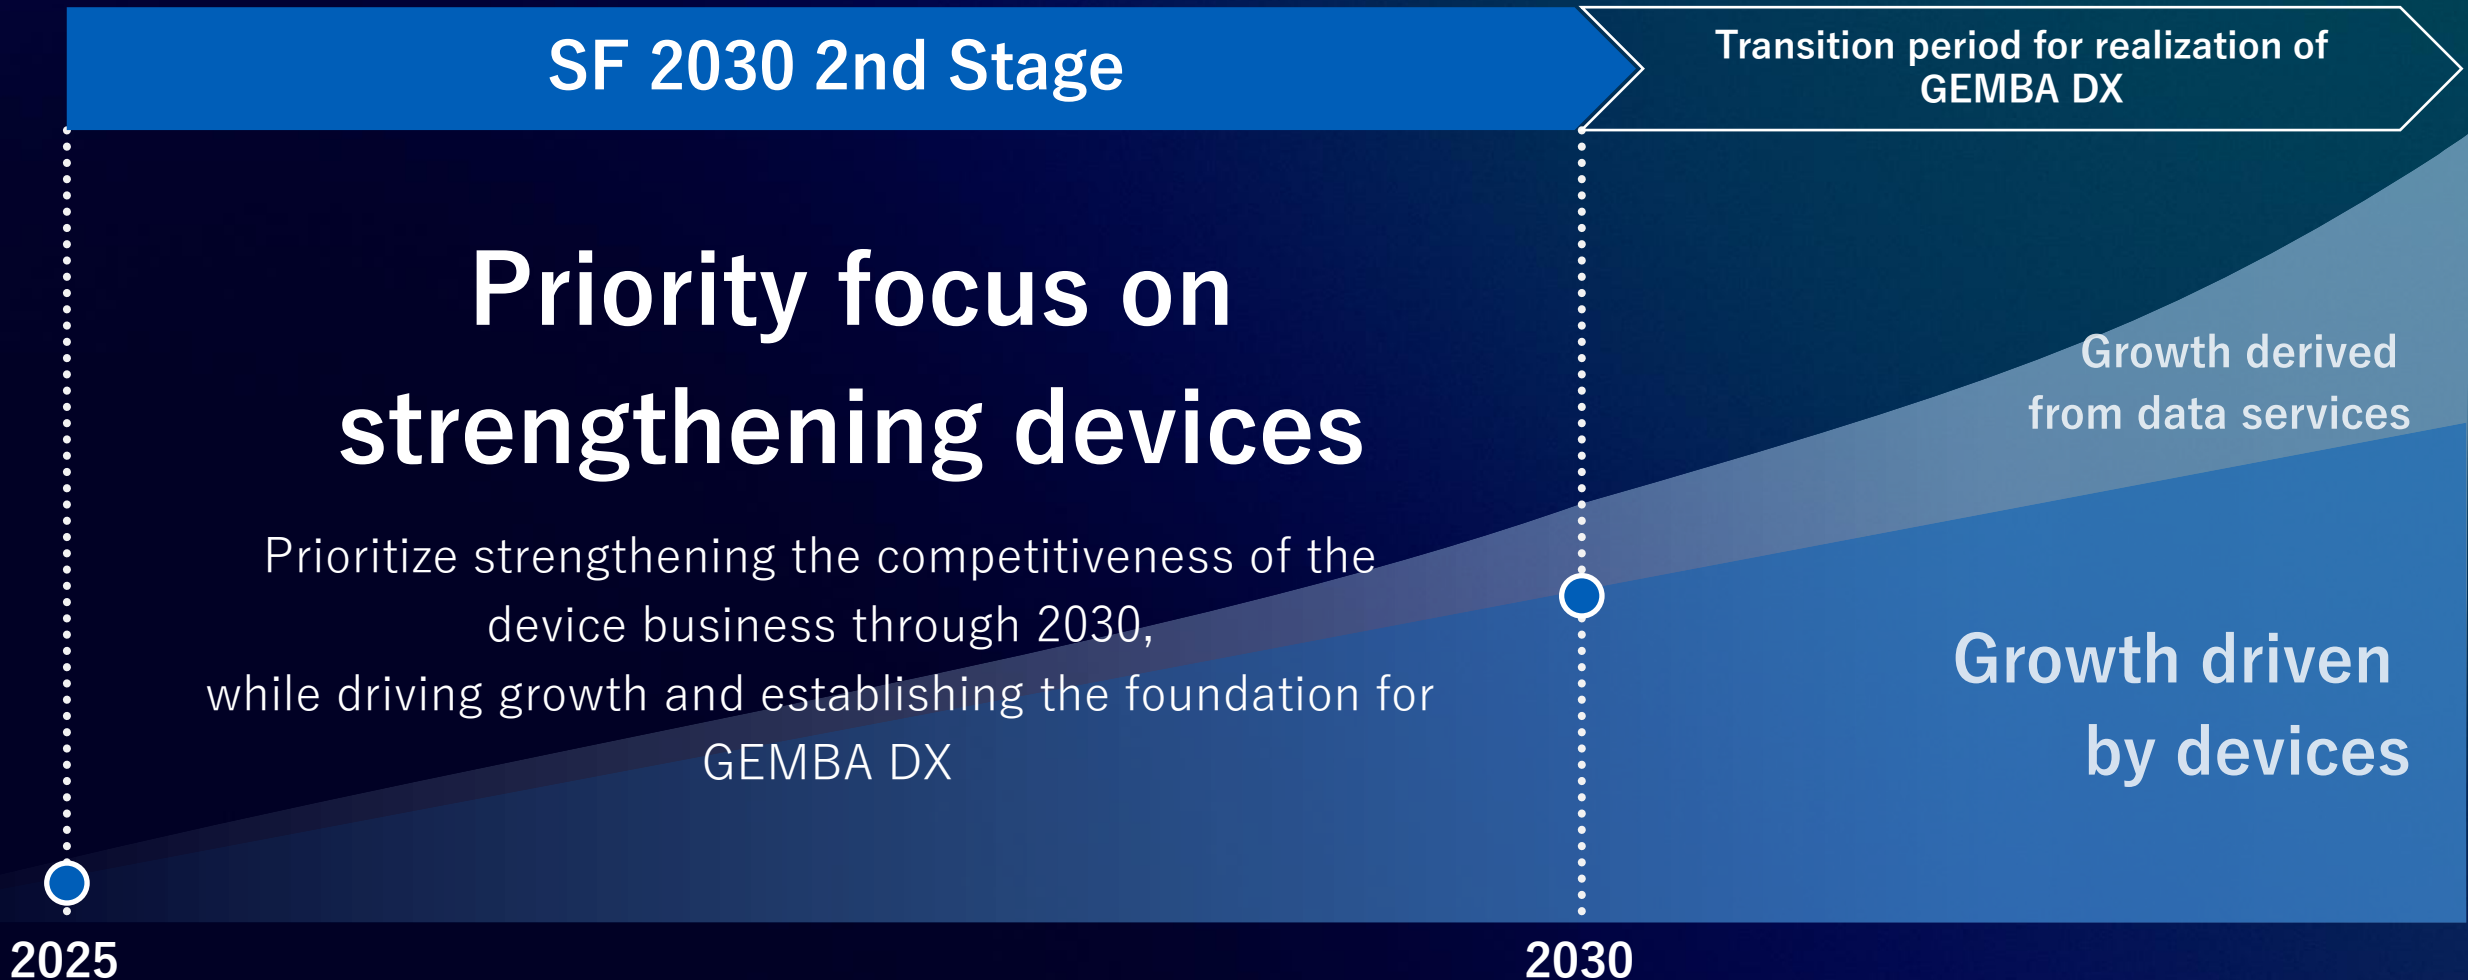 SF 2030 2nd Stage
Transition period for realization of
GEMBA DX
Priority focus on
strengthening devices
Prioritize strengthening the competitiveness of the
device business through 2030,
while driving growth and establishing the foundation for
GEMBA DX
Growth derived
from data services
Growth driven
by devices
2025
2030